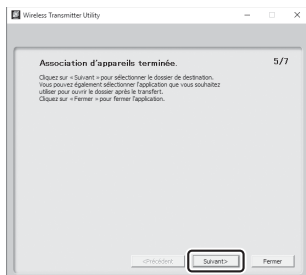 Wireless Transmitter Utility
Association d'appareils terminée.
5/7
Cliquez sur « Suivant » pour sélectionner le dossier de destination.
Vous pouvez également sélectionner l'application que vous souhaitez
utiliser pour ouvrir le dossier après le transfert.
Cliquez sur « Fermer » pour fermer l'application.
<Précédent
Suivant>
Fermer